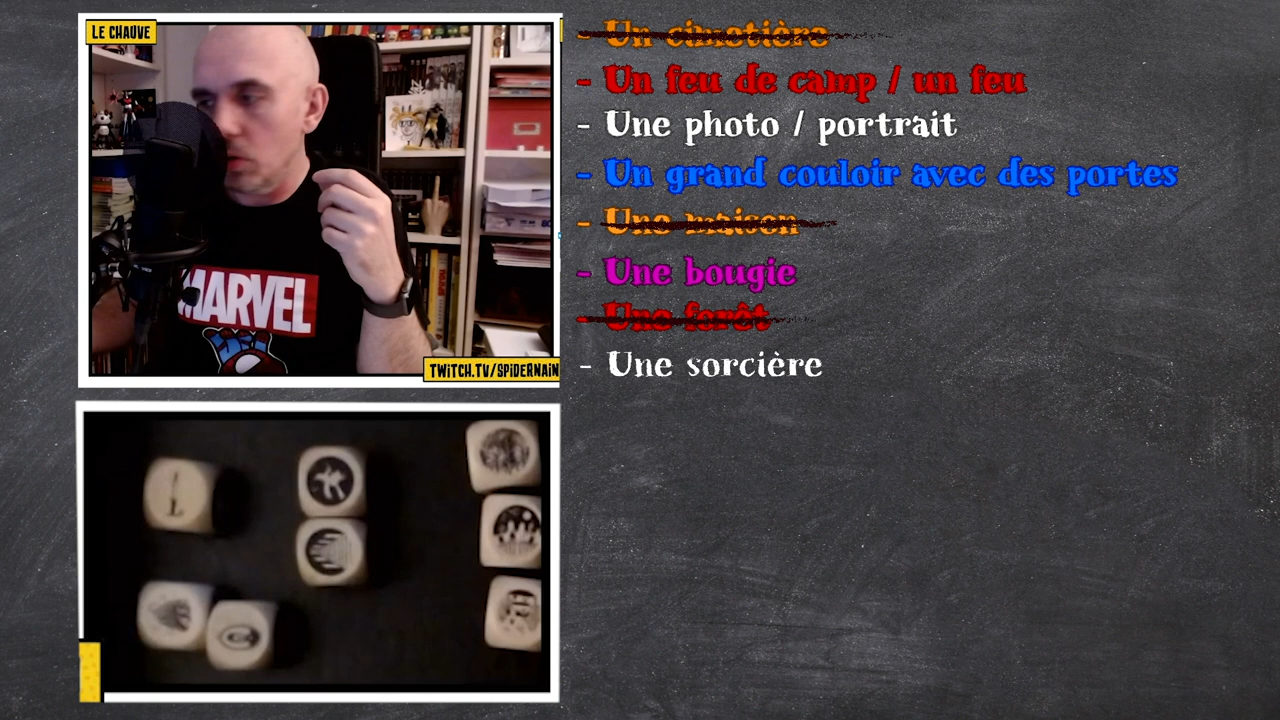 LE CHAUVE
MARVEL
TWITCH.TV/SPIDERNAIN
- Un cimetière
- Un feu de camp / un feu
- Une photo / portrait
- Un grand couloir avec des portes
- Une maison
- Une bougie
- Une forêt
- Une sorcière